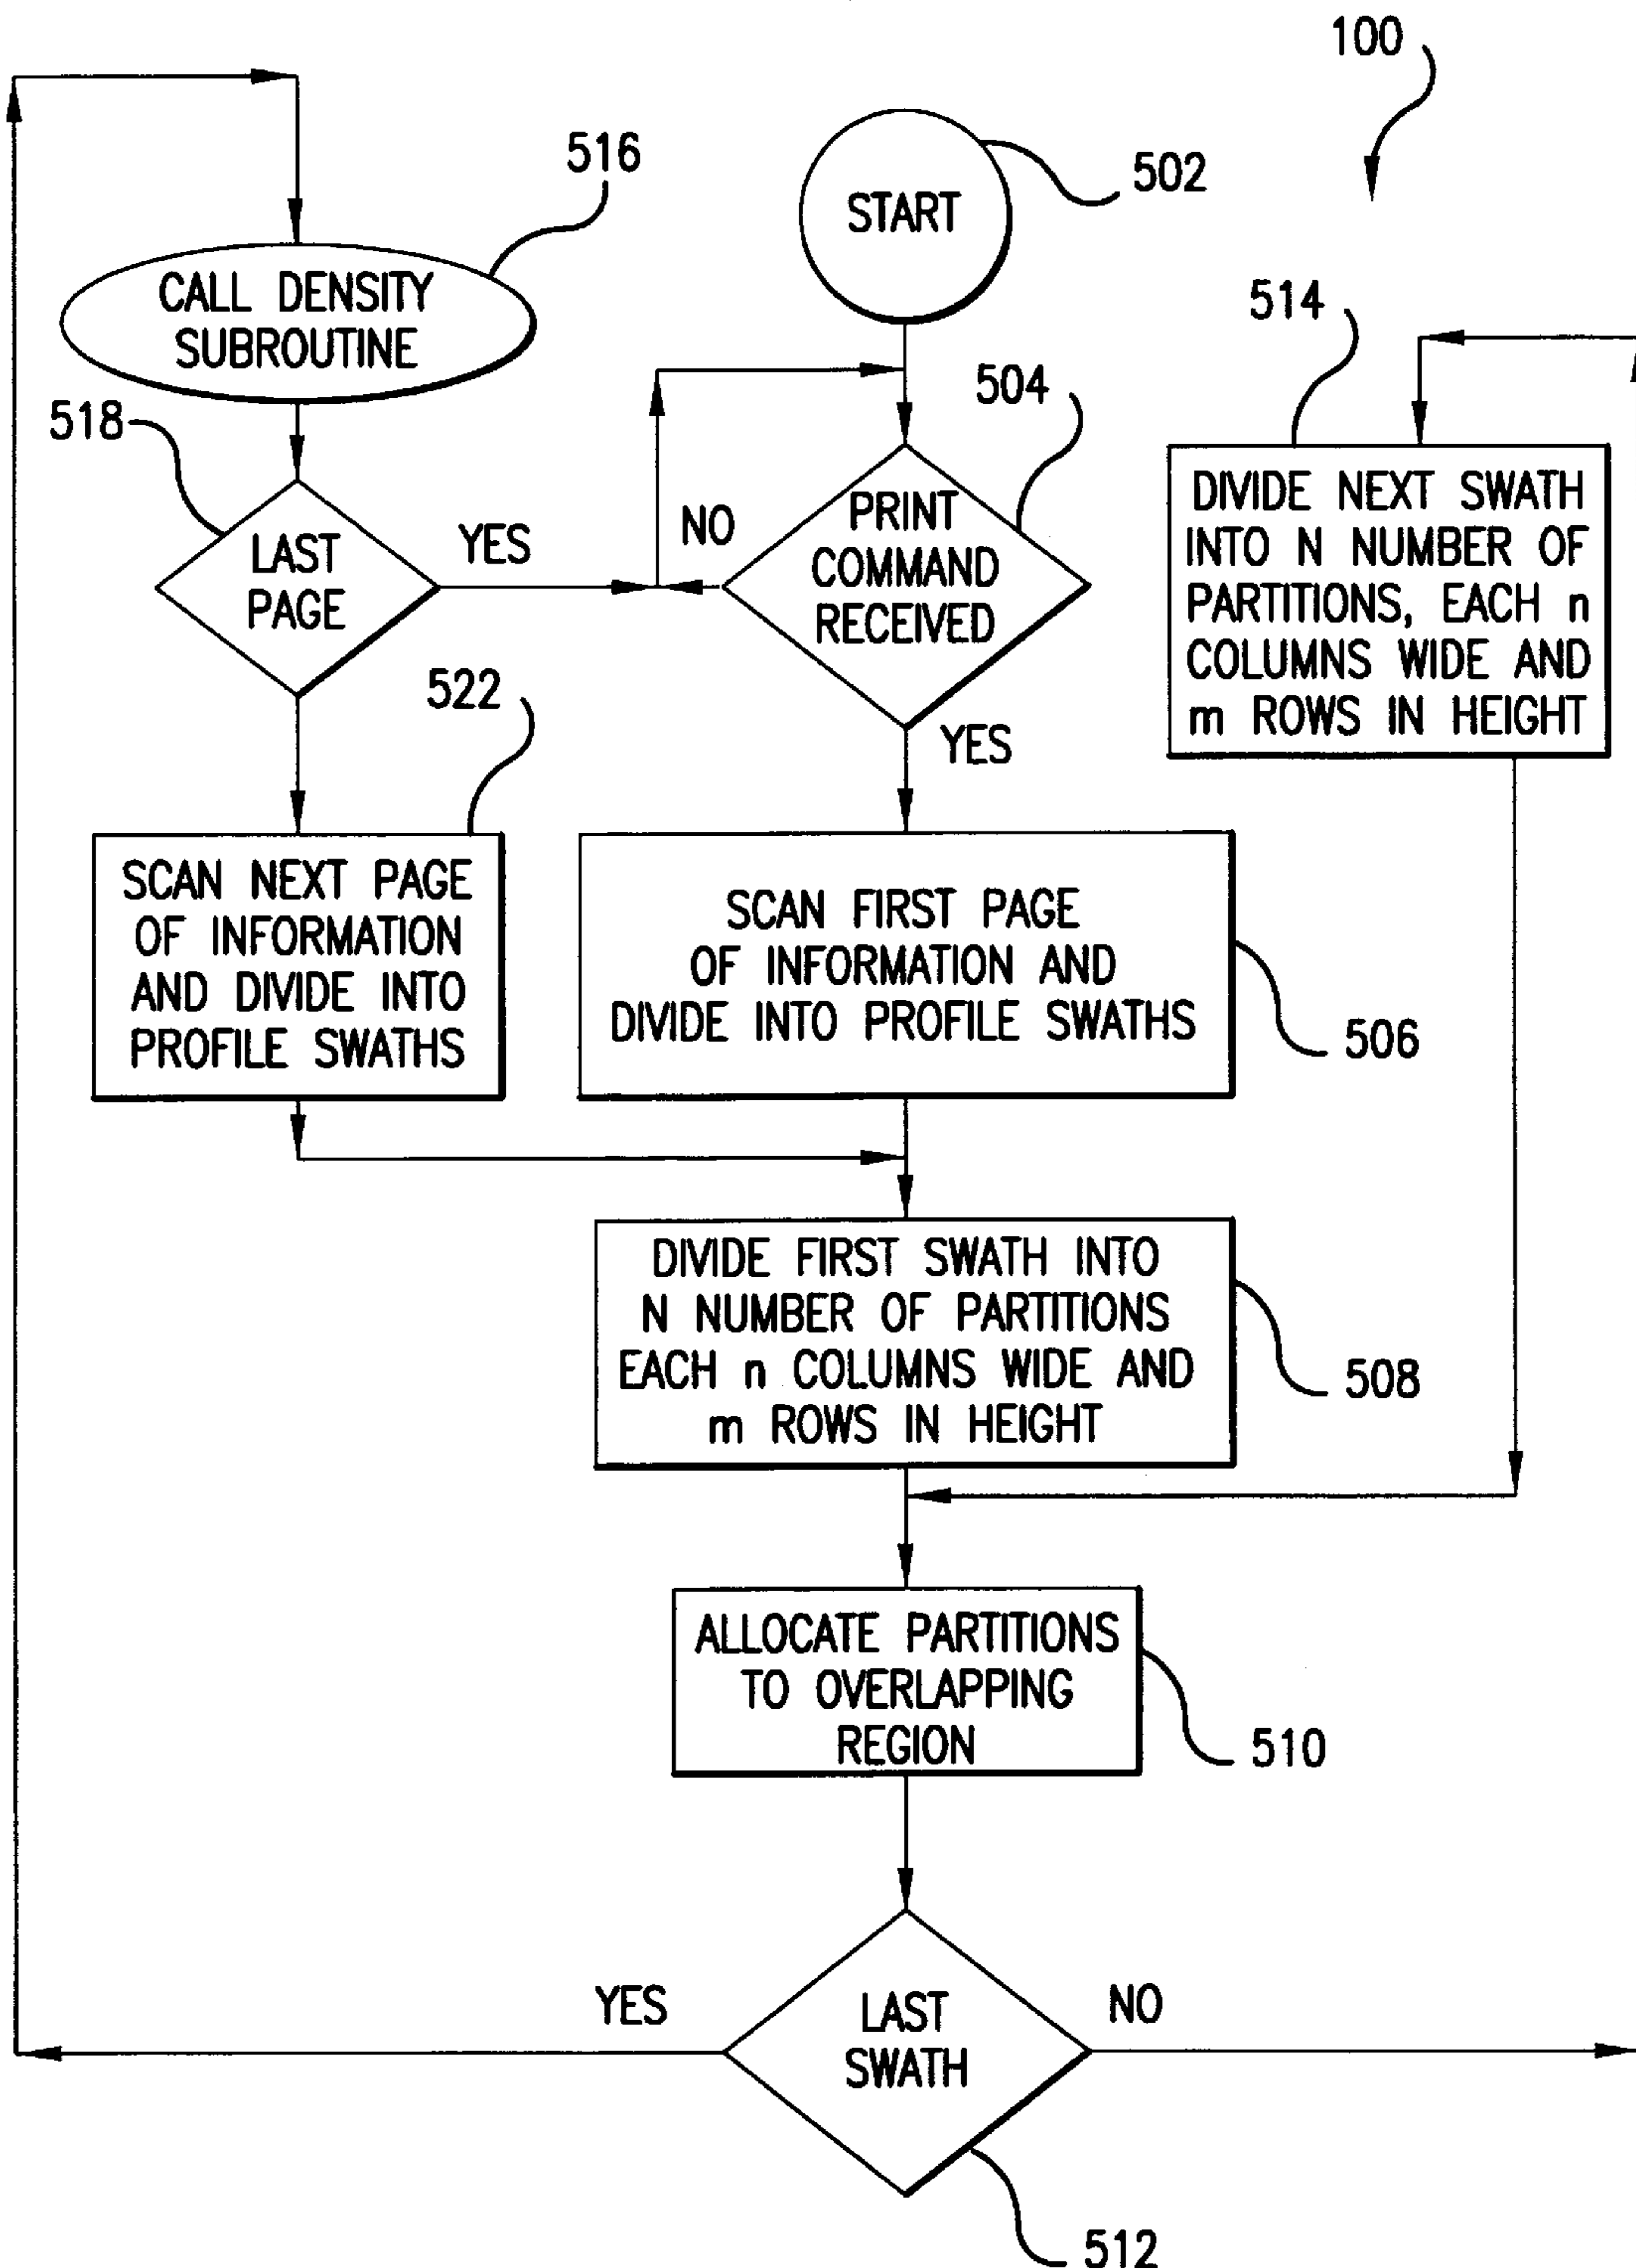 100
502
START
516
CALL DENSITY
SUBROUTINE
518
LAST
PAGE
YES
NO
504
PRINT
COMMAND
RECEIVED
YES
514
DIVIDE NEXT SWATH
INTO N NUMBER OF
PARTITIONS, EACH n
COLUMNS WIDE AND
m ROWS IN HEIGHT
522
SCAN NEXT PAGE
OF INFORMATION
AND DIVIDE INTO
PROFILE SWATHS
SCAN FIRST PAGE
OF INFORMATION AND
DIVIDE INTO PROFILE SWATHS
506
DIVIDE FIRST SWATH INTO
N NUMBER OF PARTITIONS
EACH n COLUMNS WIDE AND
m ROWS IN HEIGHT
508
ALLOCATE PARTITIONS
TO OVERLAPPING
REGION
510
YES
LAST
SWATH
NO
512